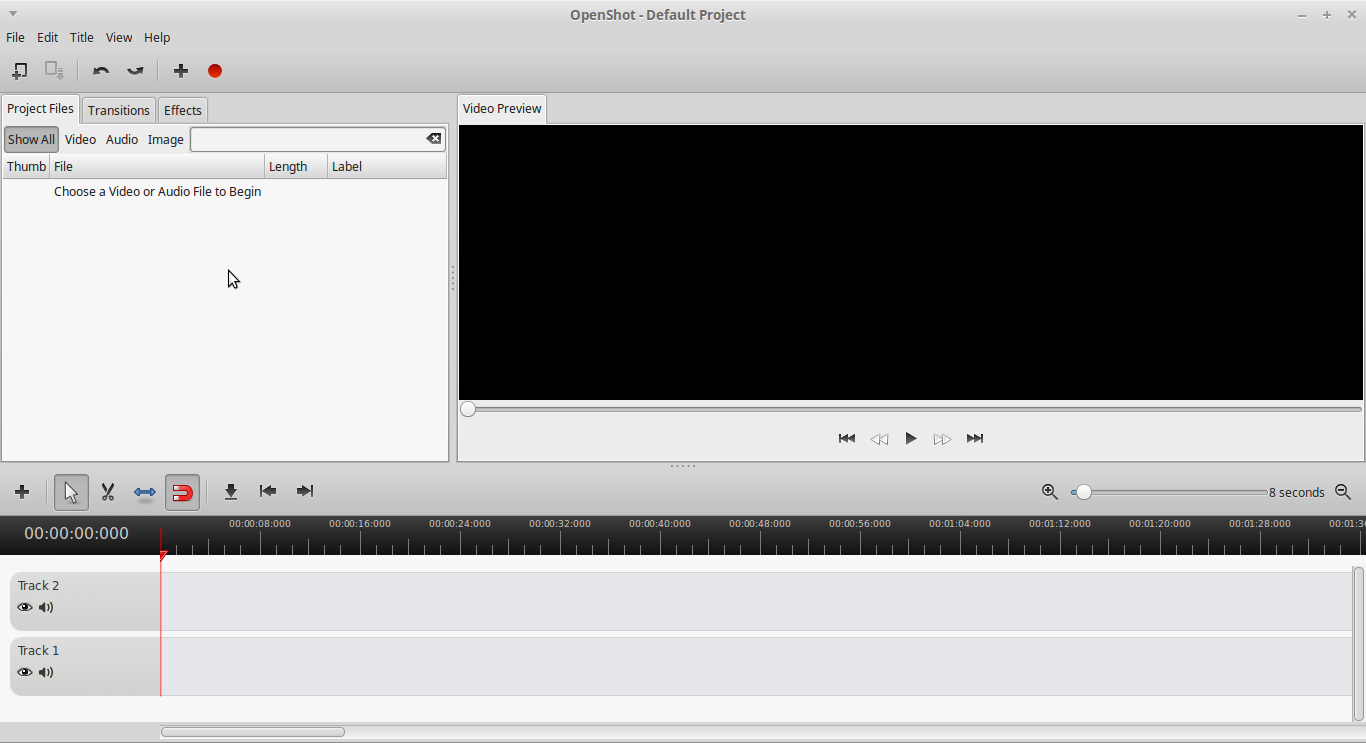 OpenShot - Default Project
File Edit Title View Help
Project Files Transitions Effects
Video Preview
Show All Video Audio Image
Thumb File Length Label
Choose a Video or Audio File to Begin
8 seconds
00:00:00:000
00:00:08:000 00:00:16:000 00:00:24:000 00:00:32:000 00:00:40:000 00:00:48:000 00:00:56:000 00:01:04:000 00:01:12:000 00:01:20:000 00:01:28:000 00:01:3
Track 2
Track 1